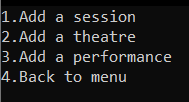 1.Add a session
2.Add a theatre
3.Add a performance
4.Back to menu